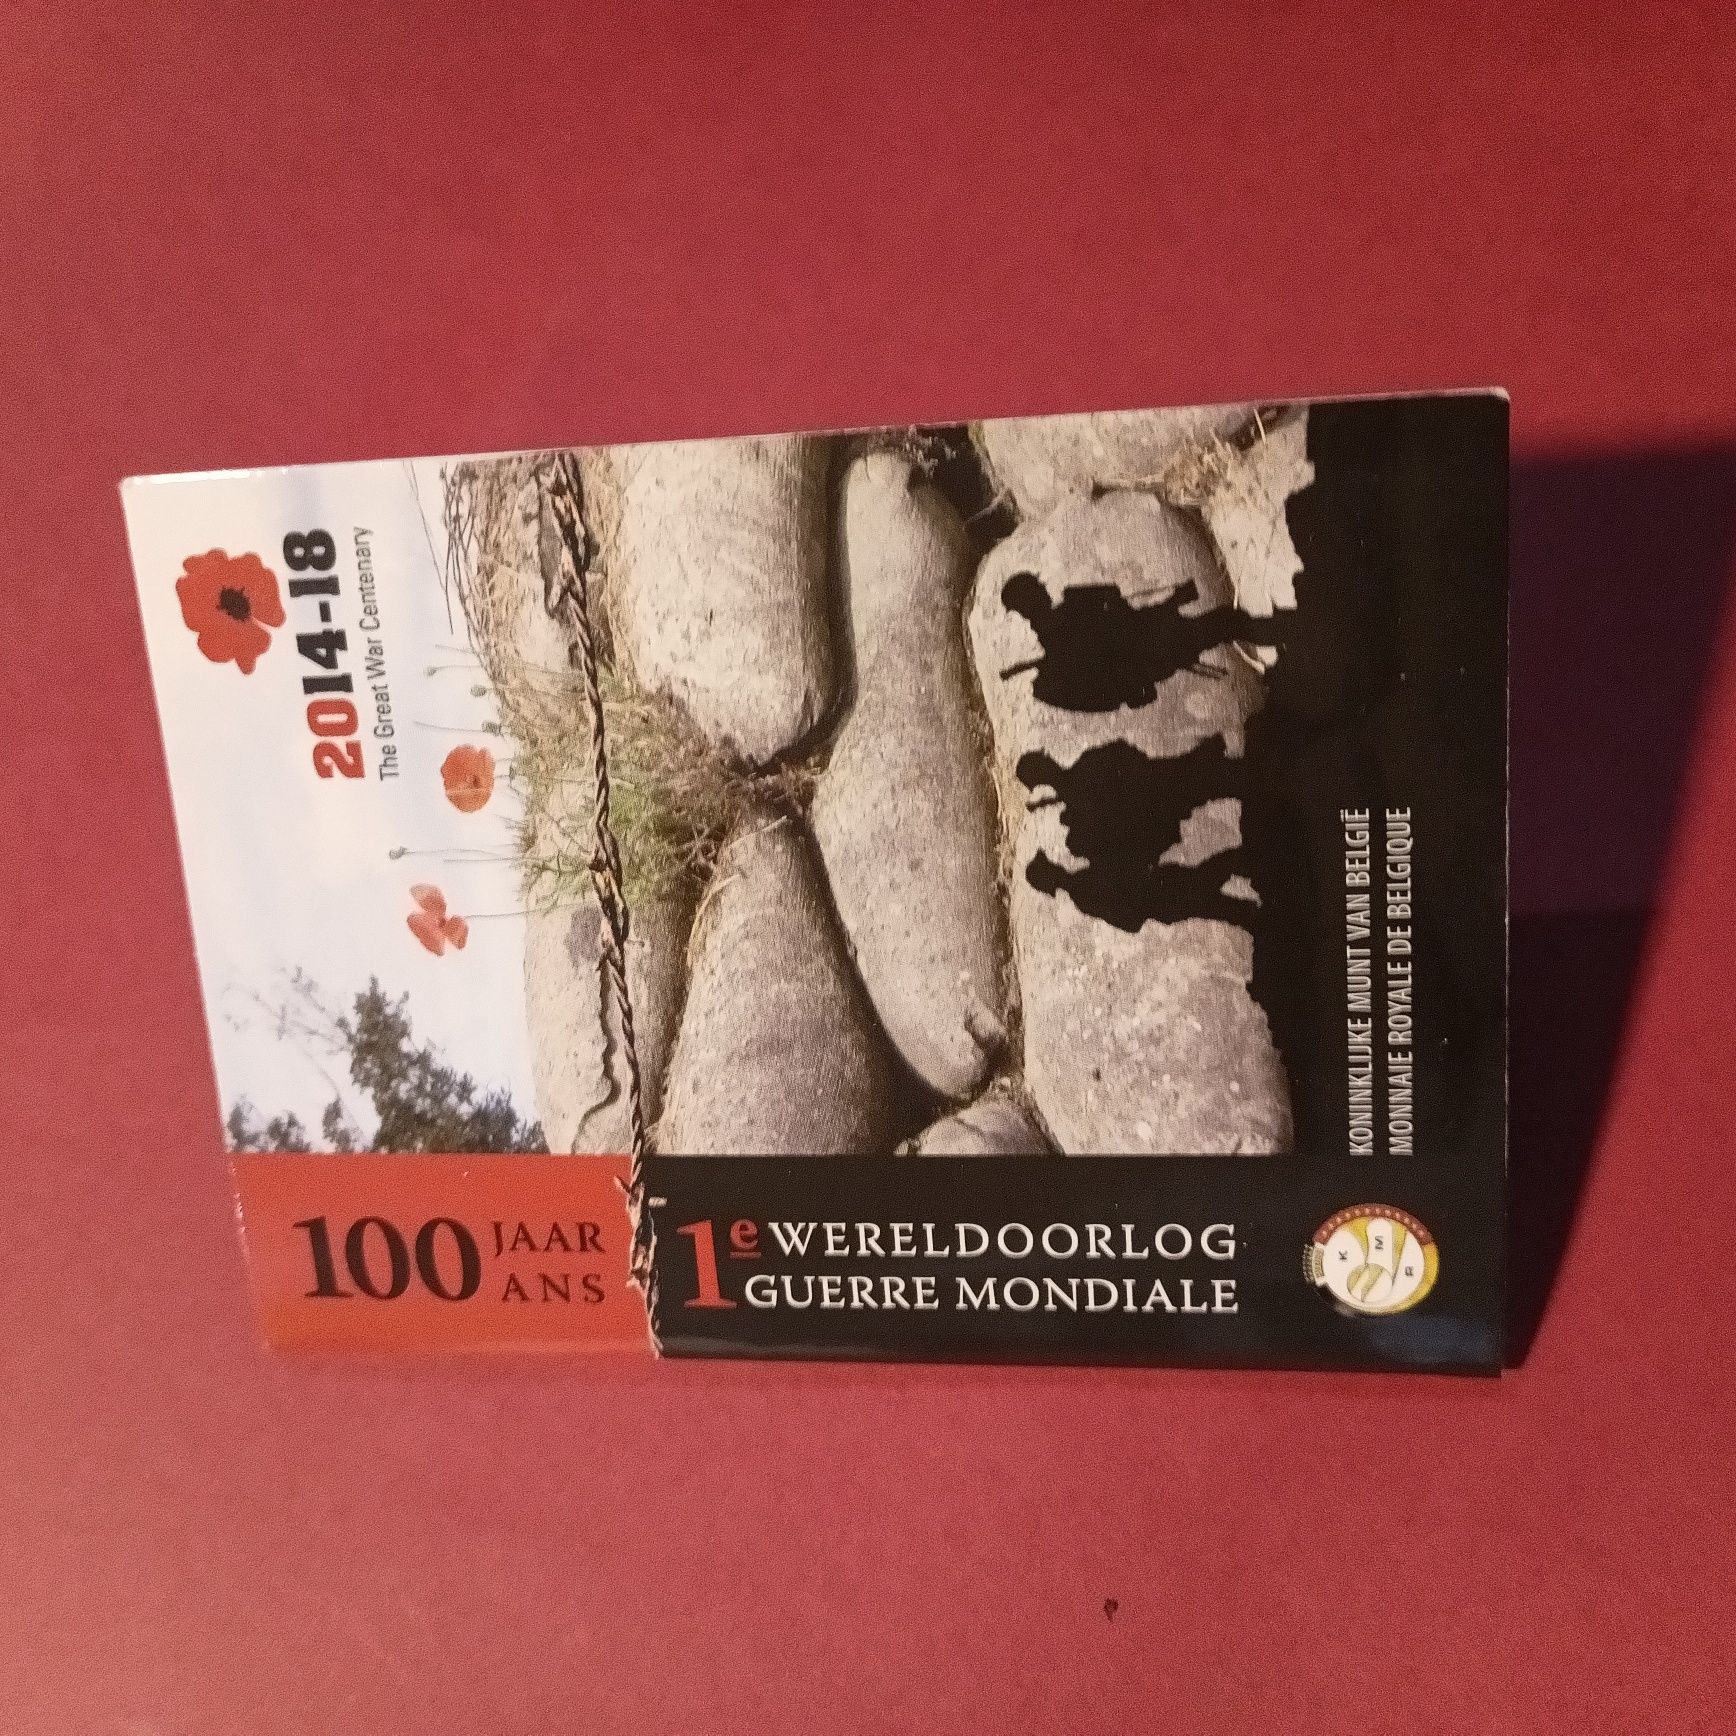 2014-18
The Great War Centenary
100 JAAR
ANS
1e WERELDOORLOG
GUERRE MONDIALE
KONINKLIJKE MUNT VAN BELGIË
MONNAIE ROYALE DE BELGIQUE
K
M
R